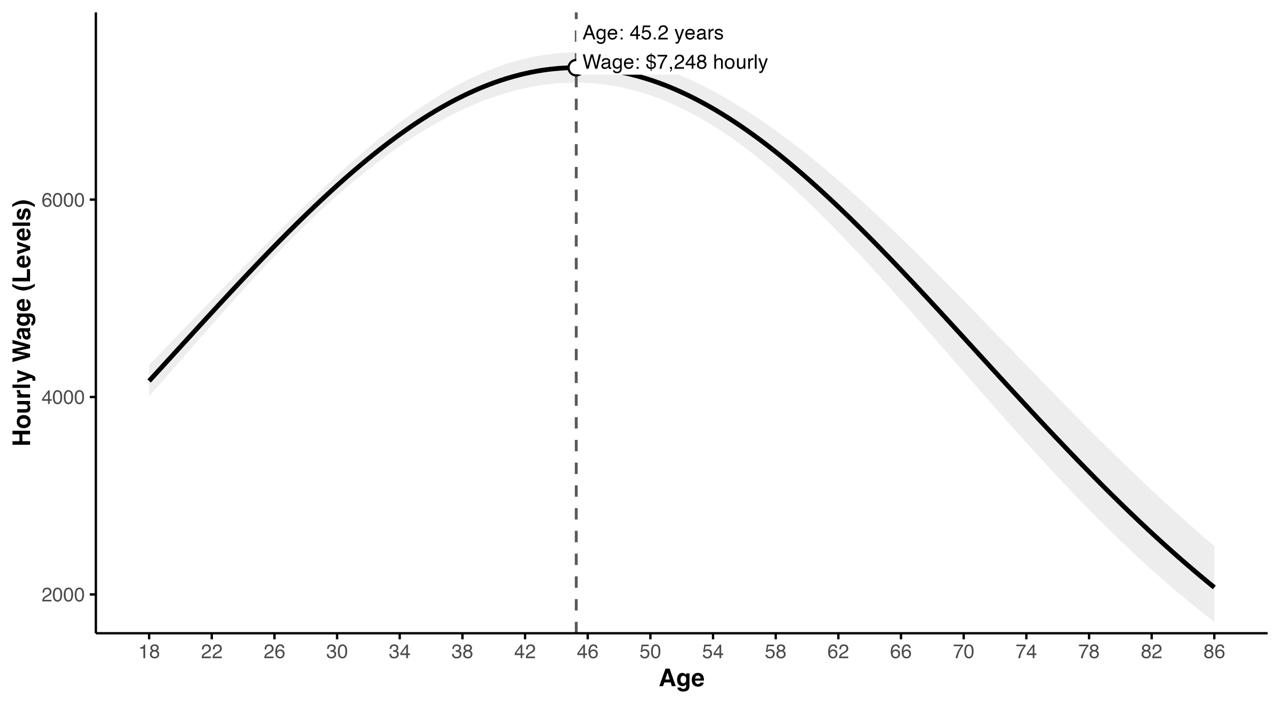 Age: 45.2 years
Wage: $7,248 hourly
Hourly Wage (Levels)
6000
4000
2000
18 22 26 30 34 38 42 46 50 54 58 62 66 70 74 78 82 86
Age